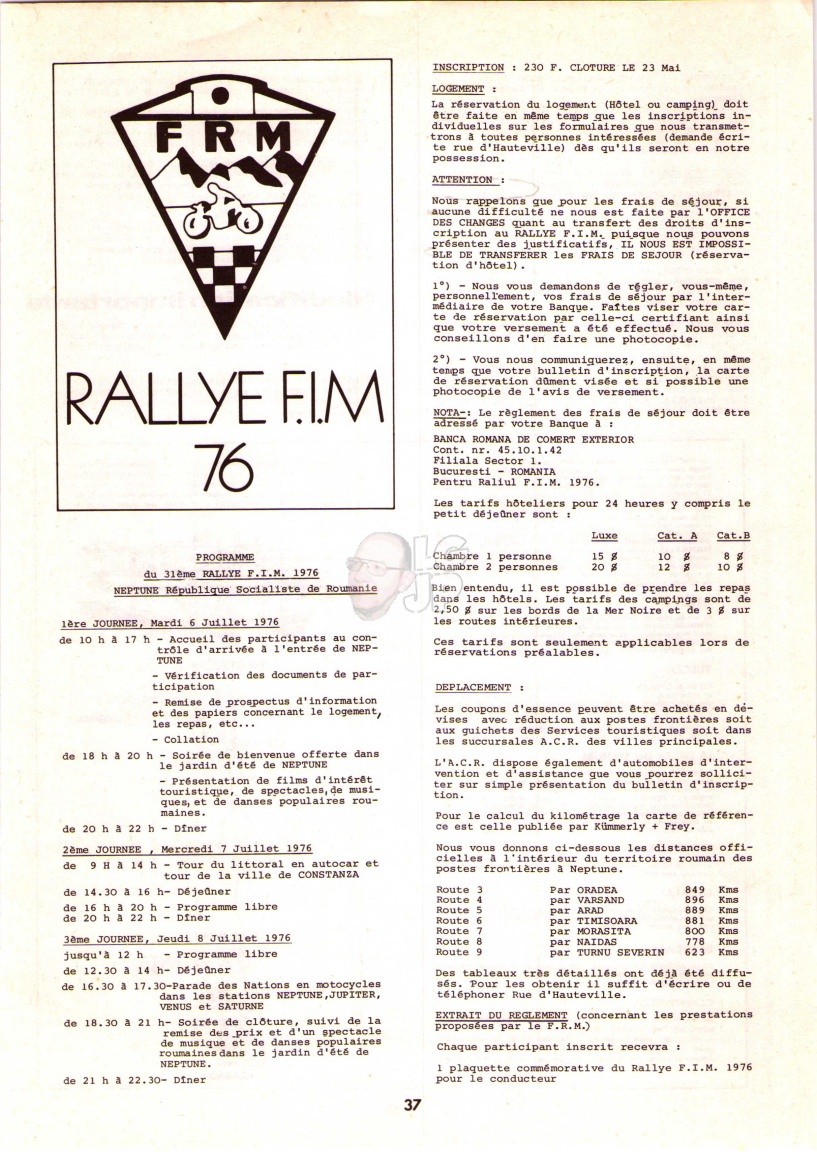 FRM
RALLYE F.I.M
76
PROGRAMME
du 31ème RALLYE F.I.M. 1976
NEPTUNE République Socialiste de Roumanie
1ère JOURNEE, Mardi 6 Juillet 1976
de 10 h à 17 h - Accueil des participants au con-
trôle d'arrivée à l'entrée de NEP-
TUNE
- Vérification des documents de par-
ticipation
- Remise de prospectus d'information
et des papiers concernant le logement,
les repas, etc...
- Collation
de 18 h à 20 h - Soirée de bienvenue offerte dans
le jardin d'été de NEPTUNE
- Présentation de films d'intérêt
touristique, de spectacles, de musi-
ques, et de danses populaires rou-
maines.
de 20 h à 22 h - Dîner
2ème JOURNEE , Mercredi 7 Juillet 1976
de 9 H à 14 h - Tour du littoral en autocar et
tour de la ville de CONSTANZA
de 14.30 à 16 h- Déjeûner
de 16 h à 20 h - Programme libre
de 20 h à 22 h - Dîner
3ème JOURNEE, Jeudi 8 Juillet 1976
jusqu'à 12 h - Programme libre
de 12.30 à 14 h- Déjeûner
de 16.30 à 17.30-Parade des Nations en motocycles
dans les stations NEPTUNE,JUPITER,
VENUS et SATURNE
de 18.30 à 21 h- Soirée de clôture, suivi de la
remise des prix et d'un spectacle
de musique et de danses populaires
roumaines dans le jardin d'été de
NEPTUNE.
de 21 h à 22.30- Dîner
INSCRIPTION : 230 F. CLOTURE LE 23 Mai
LOGEMENT :
La réservation du logement (Hôtel ou camping) doit
être faite en même temps que les inscriptions in-
dividuelles sur les formulaires que nous transmet-
trons à toutes personnes intéressées (demande écri-
te rue d'Hauteville) dès qu'ils seront en notre
possession.
ATTENTION :
Nous rappelons que pour les frais de séjour, si
aucune difficulté ne nous est faite par l'OFFICE
DES CHANGES quant au transfert des droits d'ins-
cription au RALLYE F.I.M. puisque nous pouvons
présenter des justificatifs, IL NOUS EST IMPOSSI-
BLE DE TRANSFERER les FRAIS DE SEJOUR (réserva-
tion d'hôtel).
1°) - Nous vous demandons de régler, vous-même,
personnellement, vos frais de séjour par l'inter-
médiaire de votre Banque. Faîtes viser votre car-
te de réservation par celle-ci certifiant ainsi
que votre versement a été effectué. Nous vous
conseillons d'en faire une photocopie.
2°) - Vous nous communiquerez, ensuite, en même
temps que votre bulletin d'inscription, la carte
de réservation dûment visée et si possible une
photocopie de l'avis de versement.
NOTA-: Le règlement des frais de séjour doit être
adressé par votre Banque à :
BANCA ROMANA DE COMERT EXTERIOR
Cont. nr. 45.10.1.42
Filiala Sector 1.
Bucuresti - ROMANIA
Pentru Raliul F.I.M. 1976.
Les tarifs hôteliers pour 24 heures y compris le
petit déjeûner sont :
Luxe Cat. A Cat.B
Chambre 1 personne 15 $ 10 $ 8 $
Chambre 2 personnes 20 $ 12 $ 10 $
Bien entendu, il est possible de prendre les repas
dans les hôtels. Les tarifs des campings sont de
2,50 $ sur les bords de la Mer Noire et de 3 $ sur
les routes intérieures.
Ces tarifs sont seulement applicables lors de
réservations préalables.
DEPLACEMENT :
Les coupons d'essence peuvent être achetés en dé-
vises avec réduction aux postes frontières soit
aux guichets des Services touristiques soit dans
les succursales A.C.R. des villes principales.
L'A.C.R. dispose également d'automobiles d'inter-
vention et d'assistance que vous pourrez sollici-
ter sur simple présentation du bulletin d'inscrip-
tion.
Pour le calcul du kilométrage la carte de référen-
ce est celle publiée par Kümmerly + Frey.
Nous vous donnons ci-dessous les distances offi-
cielles à l'intérieur du territoire roumain des
postes frontières à Neptune.
Route 3 Par ORADEA 849 Kms
Route 4 par VARSAND 896 Kms
Route 5 par ARAD 889 Kms
Route 6 par TIMISOARA 881 Kms
Route 7 par MORASITA 800 Kms
Route 8 par NAIDAS 778 Kms
Route 9 par TURNU SEVERIN 623 Kms
Des tableaux très détaillés ont déjà été diffu-
sés. Pour les obtenir il suffit d'écrire ou de
téléphoner Rue d'Hauteville.
EXTRAIT DU REGLEMENT (concernant les prestations
proposées par le F.R.M.)
Chaque participant inscrit recevra :
1 plaquette commémorative du Rallye F.I.M. 1976
pour le conducteur
37